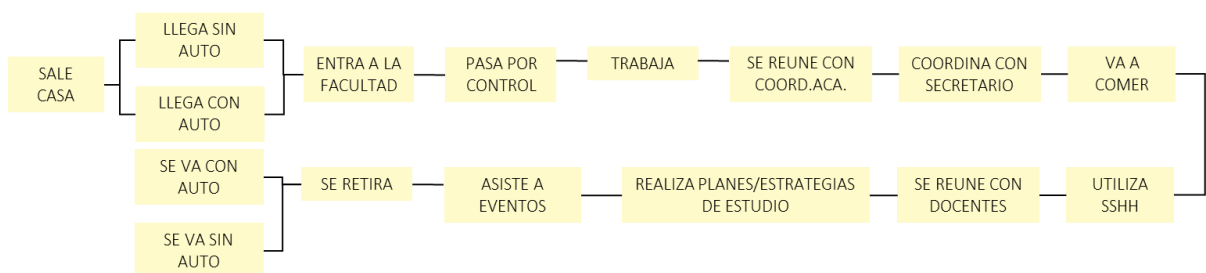 SALE
CASA
LLEGA SIN
AUTO
LLEGA CON
AUTO
ENTRA A LA
FACULTAD
PASA POR
CONTROL
TRABAJA
SE REUNE CON
COORD.ACA.
COORDINA CON
SECRETARIO
VA A
COMER
UTILIZA
SSHH
SE REUNE CON
DOCENTES
REALIZA PLANES/ESTRATEGIAS
DE ESTUDIO
ASISTE A
EVENTOS
SE RETIRA
SE VA CON
AUTO
SE VA SIN
AUTO